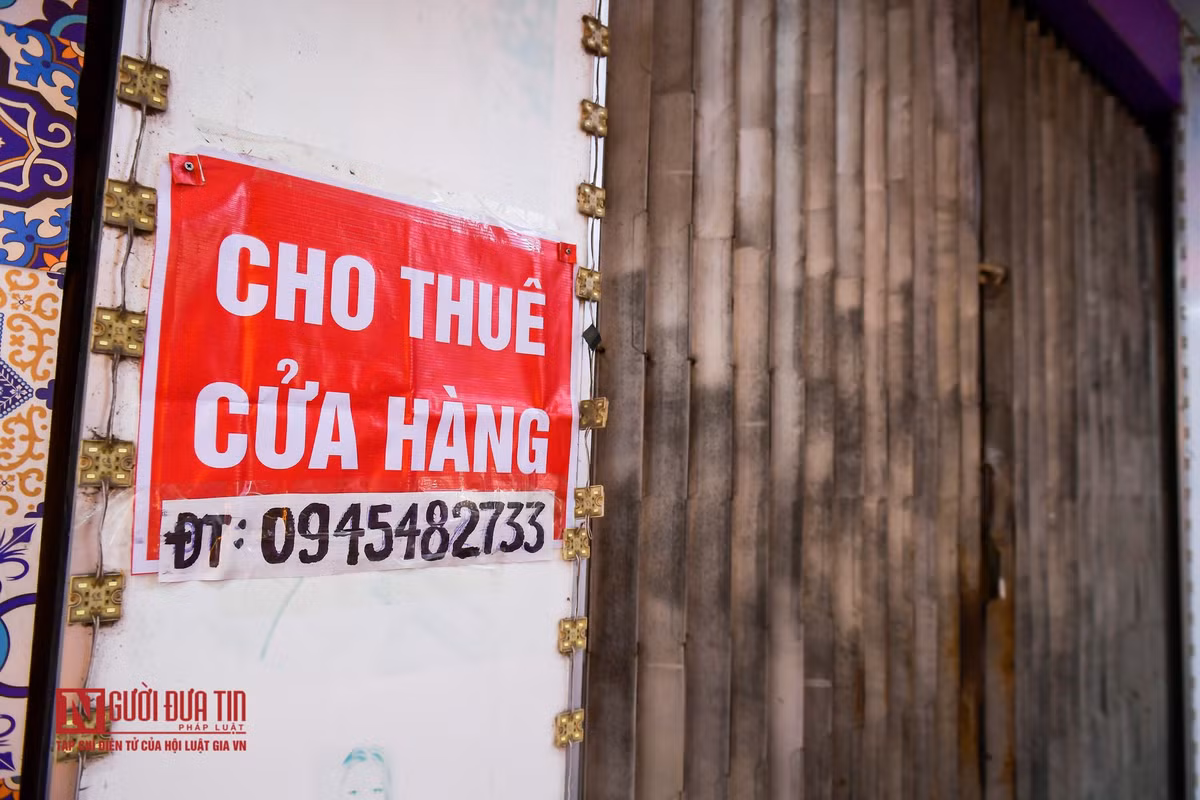 CHO THUÊ
CỬA HÀNG
ĐT: 0945482733
NGƯỜI ĐƯA TIN
PHÁP LUẬT
TẠP CHÍ ĐIỆN TỬ CỦA HỘI LUẬT GIA VN